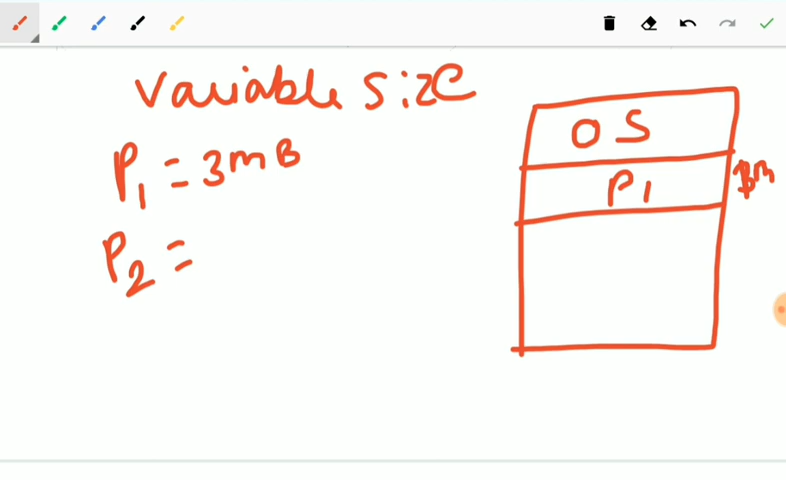 Variable size
P1 = 3mB
P2 =
OS
P1